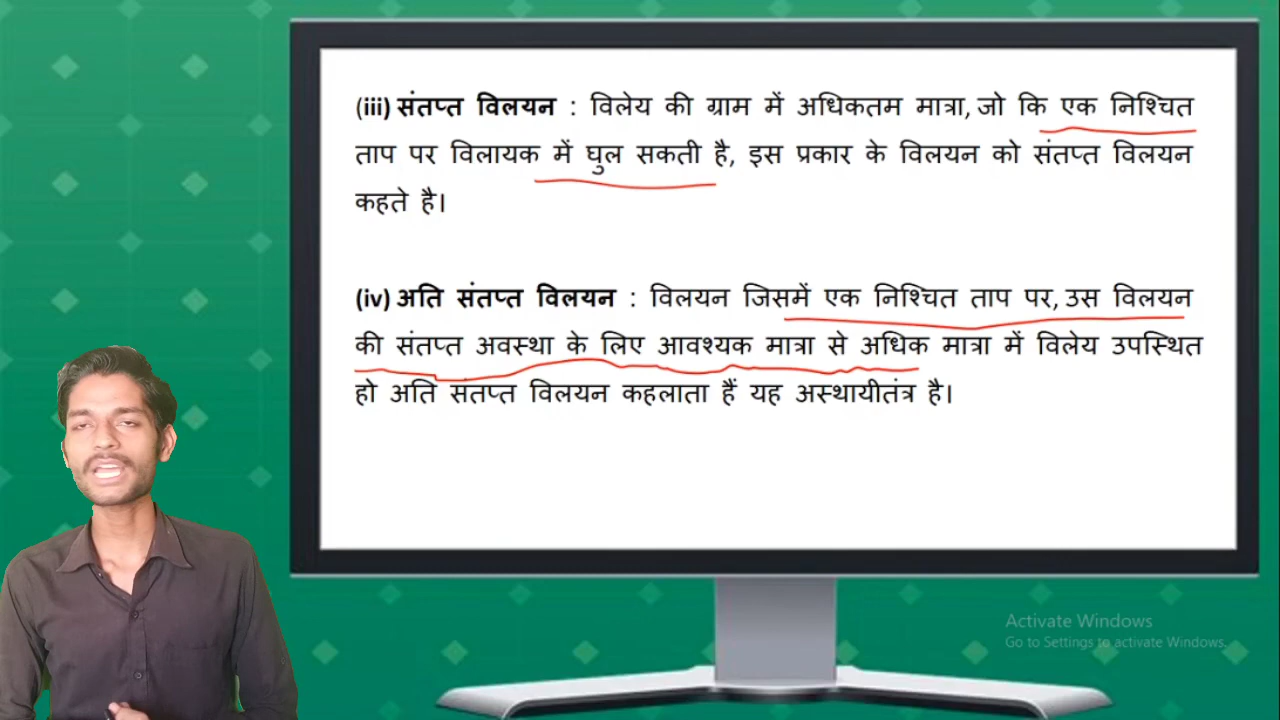 (iii) संतप्त विलयन : विलेय की ग्राम में अधिकतम मात्रा, जो कि एक निश्चित
ताप पर विलायक में घुल सकती है, इस प्रकार के विलयन को संतप्त विलयन
कहते है।
(iv) अति संतप्त विलयन : विलयन जिसमें एक निश्चित ताप पर, उस विलयन
की संतप्त अवस्था के लिए आवश्यक मात्रा से अधिक मात्रा में विलेय उपस्थित
हो अति संतप्त विलयन कहलाता हैं यह अस्थायीतंत्र है।
Activate Windows
Go to Settings to activate Windows.